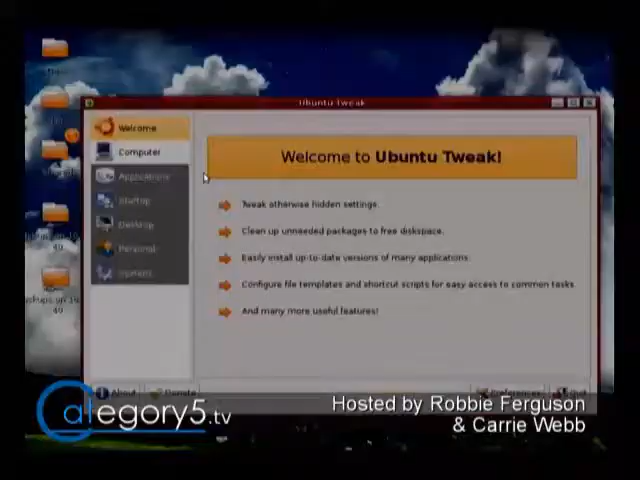 Ubuntu Tweak
Welcome
Computer
Applications
Startup
Desktop
Personal
System
Welcome to Ubuntu Tweak!
Tweak otherwise hidden settings.
Clean up unneeded packages to free diskspace.
Easily install up-to-date versions of many applications.
Configure file templates and shortcut scripts for easy access to common tasks.
And many more useful features!
About
Donate
Preferences
Quit
Category5.tv
Hosted by Robbie Ferguson
& Carrie Webb